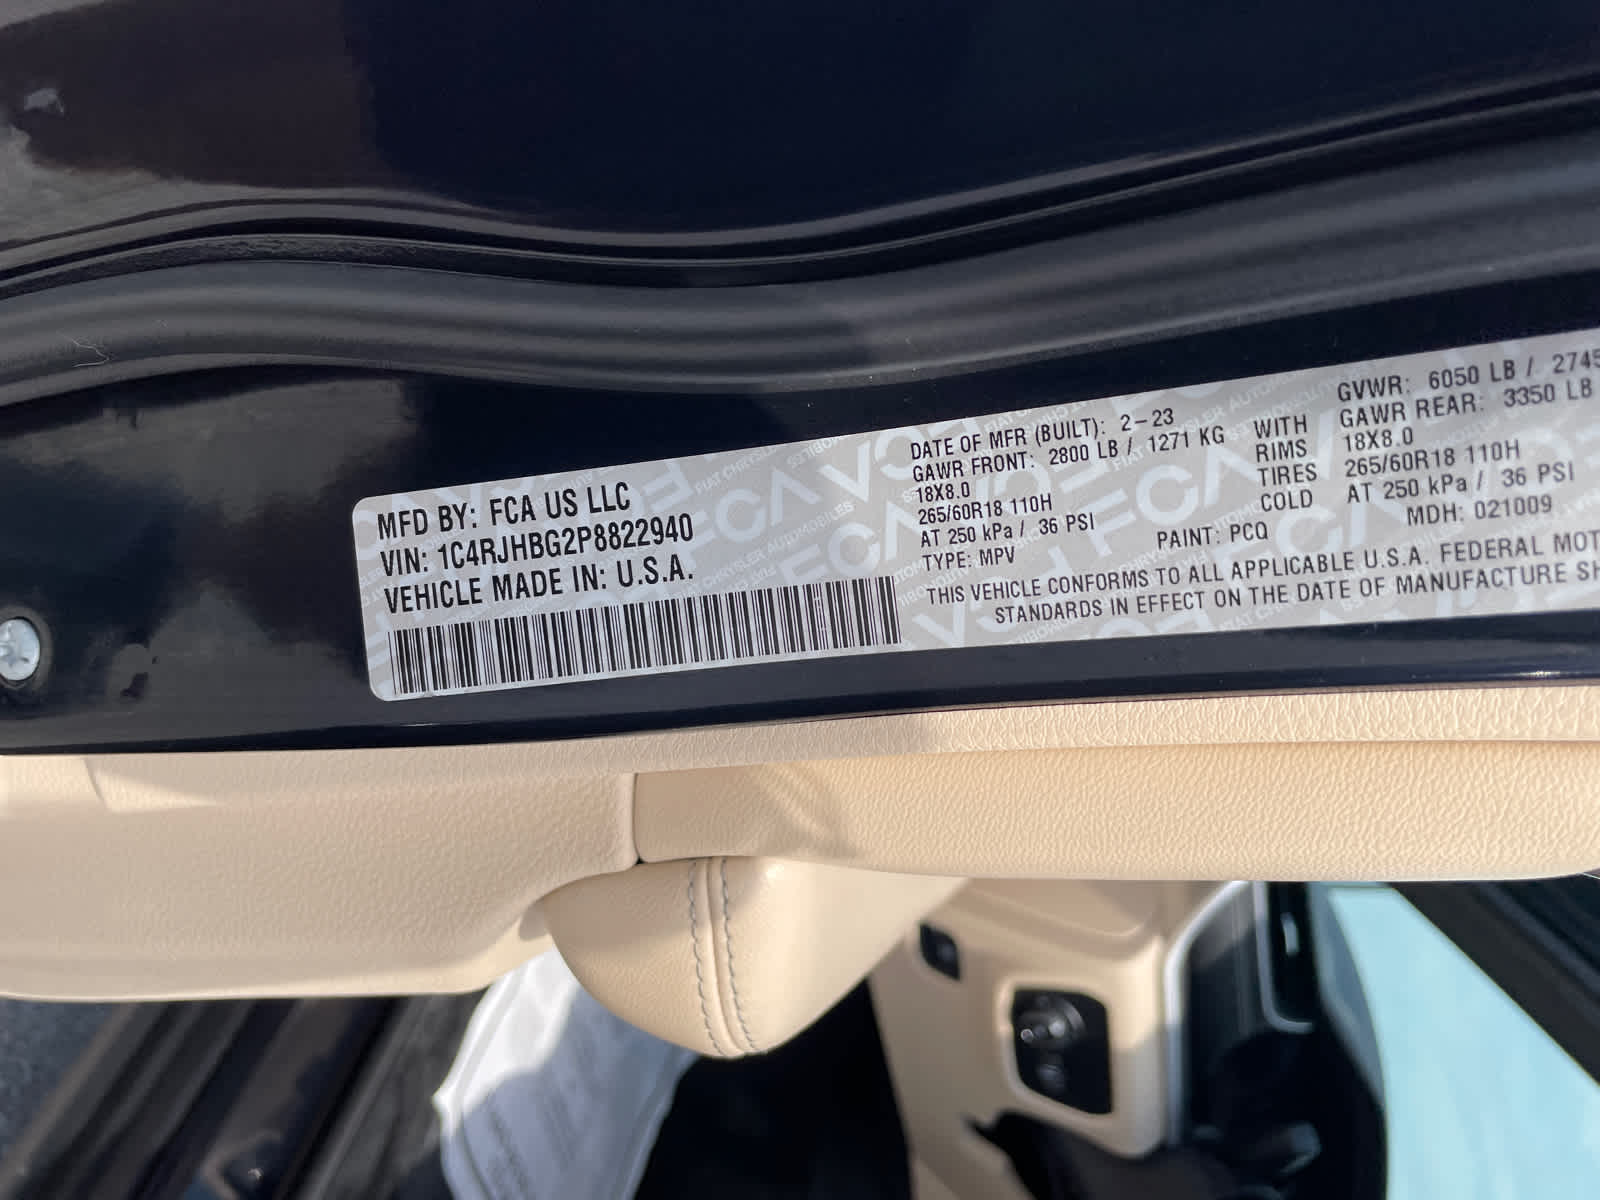 MFD BY: FCA US LLC
VIN: 1C4RJHBG2P8822940
VEHICLE MADE IN: U.S.A.
DATE OF MFR (BUILT): 2-23
GAWR FRONT: 2800 LB / 1271 KG
18X8.0
265/60R18 110H
AT 250 kPa / 36 PSI
TYPE: MPV
WITH
RIMS
TIRES
COLD
GVWR: 6050 LB / 2745
GAWR REAR: 3350 LB
18X8.0
265/60R18 110H
AT 250 kPa / 36 PSI
PAINT: PCQ
MDH: 021009
THIS VEHICLE CONFORMS TO ALL APPLICABLE U.S.A. FEDERAL MOT
STANDARDS IN EFFECT ON THE DATE OF MANUFACTURE SH